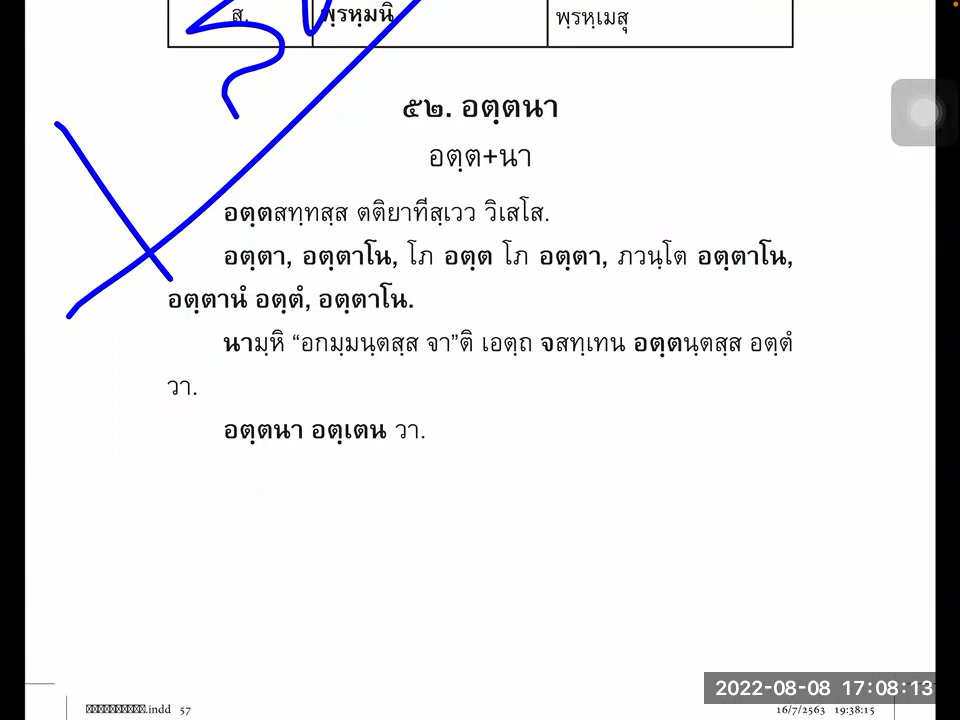 ส. พฺรหฺมนิ พฺรหฺเมสุ
๕๒. อตฺตนา
อตฺต+นา
อตฺตสทฺทสฺส ตติยาทีสฺเวว วิเสโส.
อตฺตา, อตฺตาโน, โภ อตฺต โภ อตฺตา, ภวนฺโต อตฺตาโน,
อตฺตานํ อตฺตํ, อตฺตาโน.
นามฺหิ “อกมฺมนฺตสฺส จา”ติ เอตฺถ จสทฺเทน อตฺตนฺตสฺส อตฺตํ
วา.
อตฺตนา อตฺเตน วา.
.indd 57
16/7/2563 19:38:15
2022-08-08 17:08:13